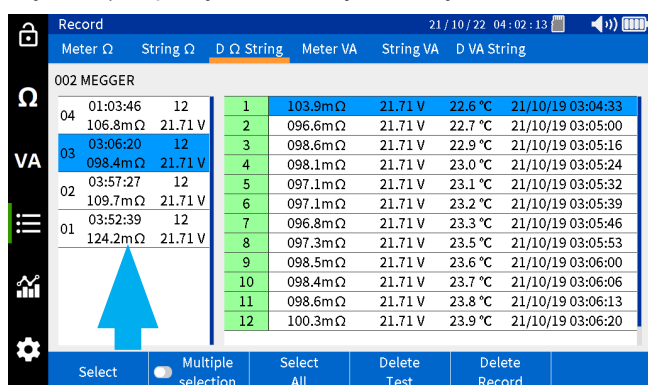 Record 21/10/22 04:02:13
Meter Ω String Ω D Ω String Meter VA String VA D VA String
002 MEGGER
Ω
VA
04 01:03:46 12
106.8mΩ 21.71 V
03 03:06:20 12
098.4mΩ 21.71 V
02 03:57:27 12
109.7mΩ 21.71 V
01 03:52:39 12
124.2mΩ 21.71 V
1 103.9mΩ 21.71 V 22.6 ℃ 21/10/19 03:04:33
2 096.6mΩ 21.71 V 22.7 ℃ 21/10/19 03:05:00
3 098.6mΩ 21.71 V 22.9 ℃ 21/10/19 03:05:16
4 098.1mΩ 21.71 V 23.0 ℃ 21/10/19 03:05:24
5 097.1mΩ 21.71 V 23.1 ℃ 21/10/19 03:05:32
6 097.1mΩ 21.71 V 23.2 ℃ 21/10/19 03:05:39
7 096.8mΩ 21.71 V 23.3 ℃ 21/10/19 03:05:46
8 097.3mΩ 21.71 V 23.5 ℃ 21/10/19 03:05:53
9 098.5mΩ 21.71 V 23.6 ℃ 21/10/19 03:06:00
10 098.4mΩ 21.71 V 23.7 ℃ 21/10/19 03:06:06
11 098.6mΩ 21.71 V 23.8 ℃ 21/10/19 03:06:13
12 100.3mΩ 21.71 V 23.9 ℃ 21/10/19 03:06:20
Select
Multiple
selection
Select
All
Delete
Test
Delete
Record